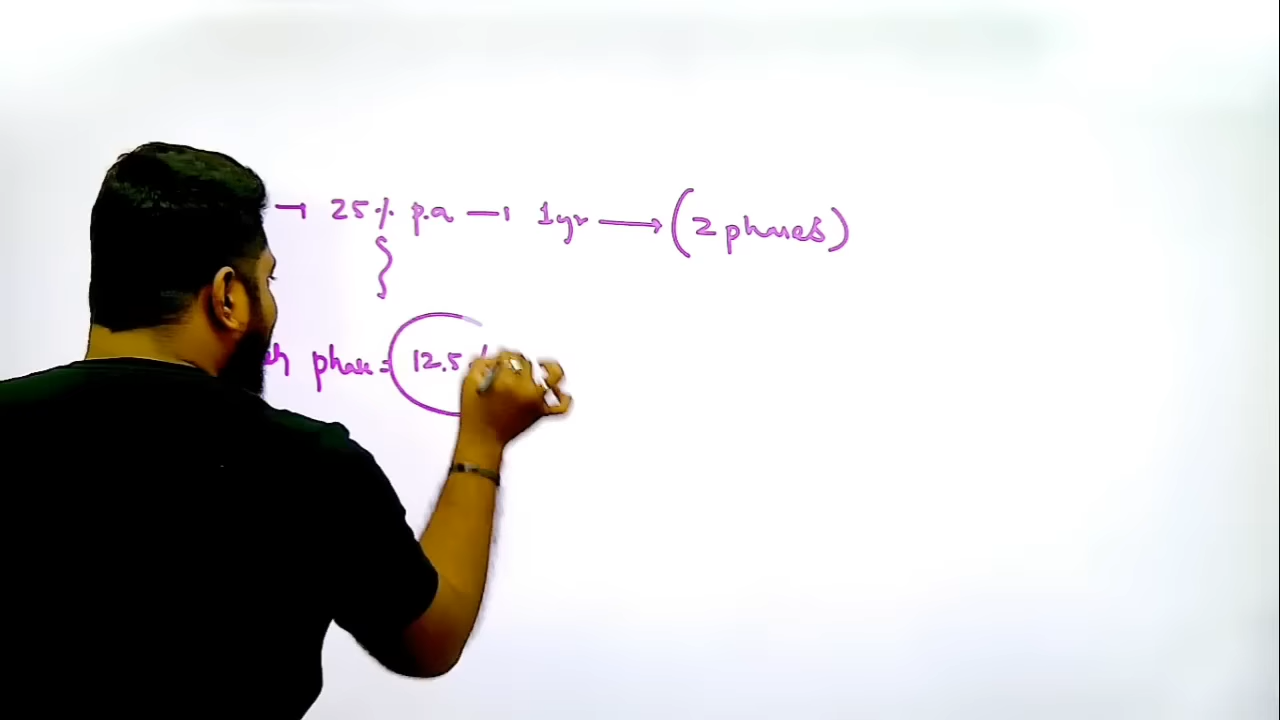 → 25% p.a → 1yr → (2 phases)
phase = 12.5